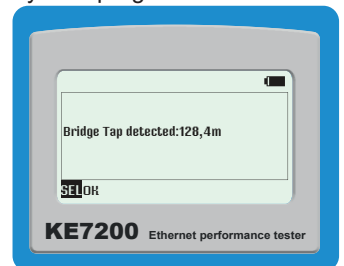 Bridge Tap detected:128,4m
SELOK
KE7200 Ethernet performance tester